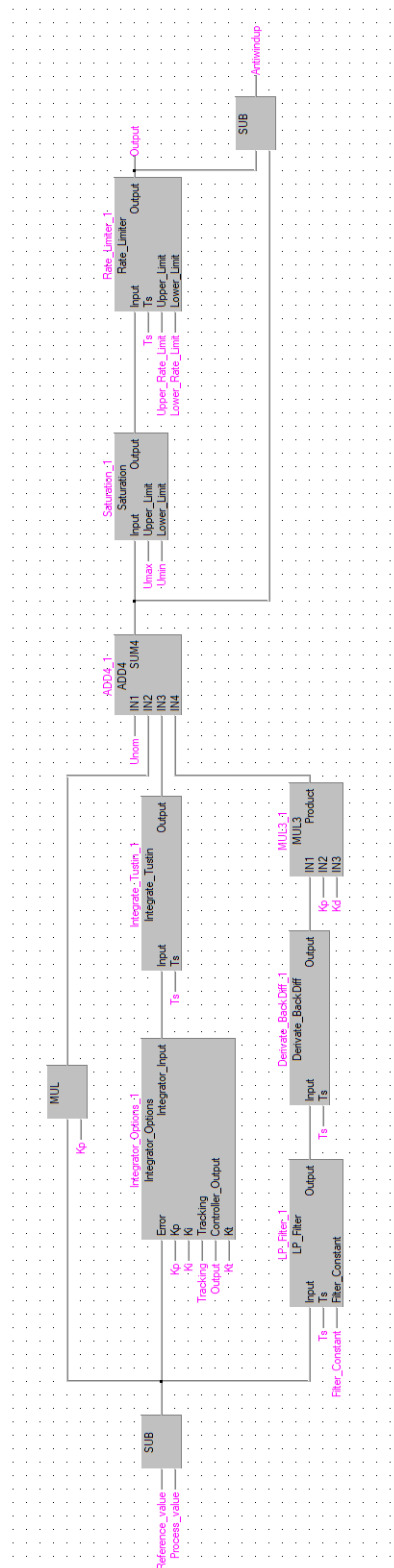 Reference_value
Process_value
SUB
Kp
MUL
Integrator_Options_1
Integrator_Options
Error
Integrator_Input
Kp
Kp
Ki
Ki
Tracking
Tracking
Output
Controller_Output
Kt
Kt
LP_Filter_1
LP_Filter
Input
Output
Ts
Ts
Filter_Constant
Filter_Constant
Integrate_Tustin_1
Integrate_Tustin
Input
Output
Ts
Ts
Derivate_BackDiff_1
Derivate_BackDiff
Input
Output
Ts
Ts
MUL3_1
MUL3
IN1
Product
Kp
IN2
Kd
IN3
ADD4_1
ADD4
Unom
IN1
SUM4
IN2
IN3
IN4
Saturation_1
Saturation
Input
Output
Umax
Upper_Limit
Umin
Lower_Limit
Rate_Limiter_1
Rate_Limiter
Input
Output
Output
Ts
Ts
Upper_Rate_Limit
Upper_Limit
Lower_Rate_Limit
Lower_Limit
SUB
Antiwindup